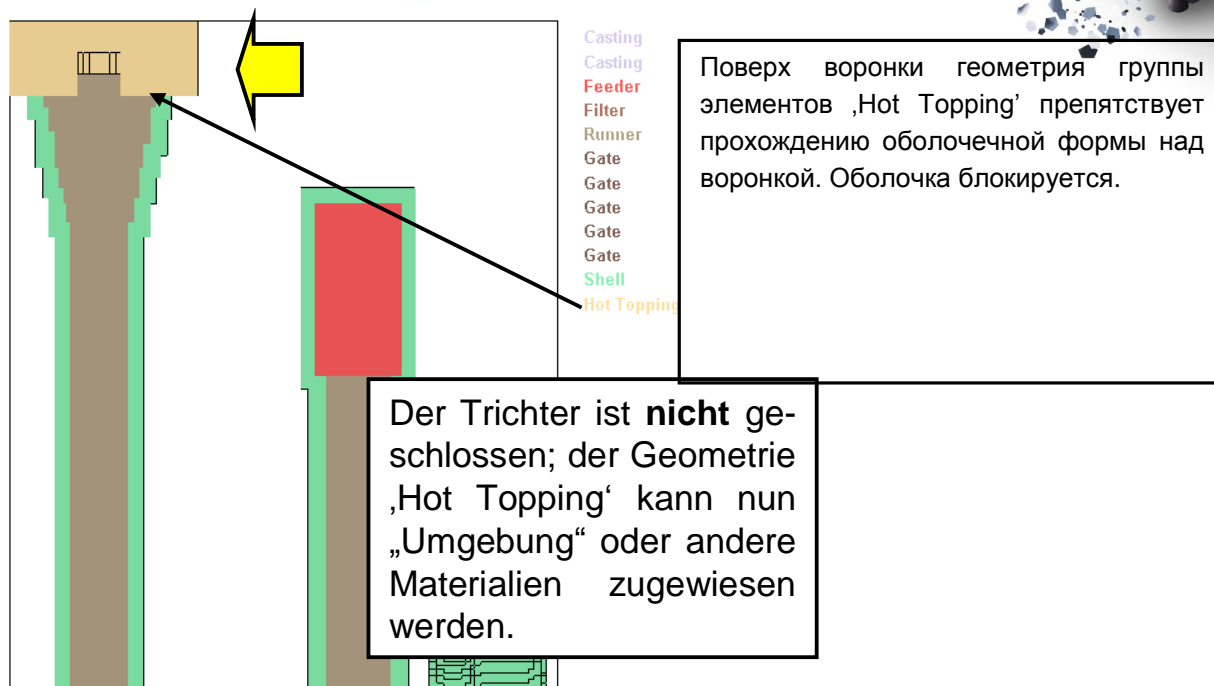 Casting
Casting
Feeder
Filter
Runner
Gate
Gate
Gate
Gate
Gate
Shell
Hot Topping
Поверх воронки геометрия группы
элементов ‚Hot Topping’ препятствует
прохождению оболочечной формы над
воронкой. Оболочка блокируется.
Der Trichter ist nicht ge-
schlossen; der Geometrie
‚Hot Topping‘ kann nun
„Umgebung“ oder andere
Materialien zugewiesen
werden.